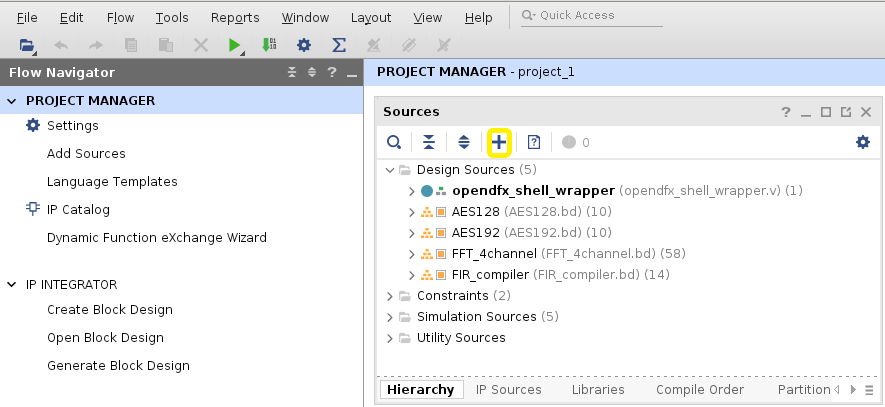 File Edit Flow Tools Reports Window Layout View Help Quick Access
Flow Navigator
PROJECT MANAGER
Settings
Add Sources
Language Templates
IP Catalog
Dynamic Function eXchange Wizard
IP INTEGRATOR
Create Block Design
Open Block Design
Generate Block Design
PROJECT MANAGER - project_1
Sources
0
Design Sources (5)
opendfx_shell_wrapper (opendfx_shell_wrapper.v) (1)
AES128 (AES128.bd) (10)
AES192 (AES192.bd) (10)
FFT_4channel (FFT_4channel.bd) (58)
FIR_compiler (FIR_compiler.bd) (14)
Constraints (2)
Simulation Sources (5)
Utility Sources
Hierarchy IP Sources Libraries Compile Order Partition